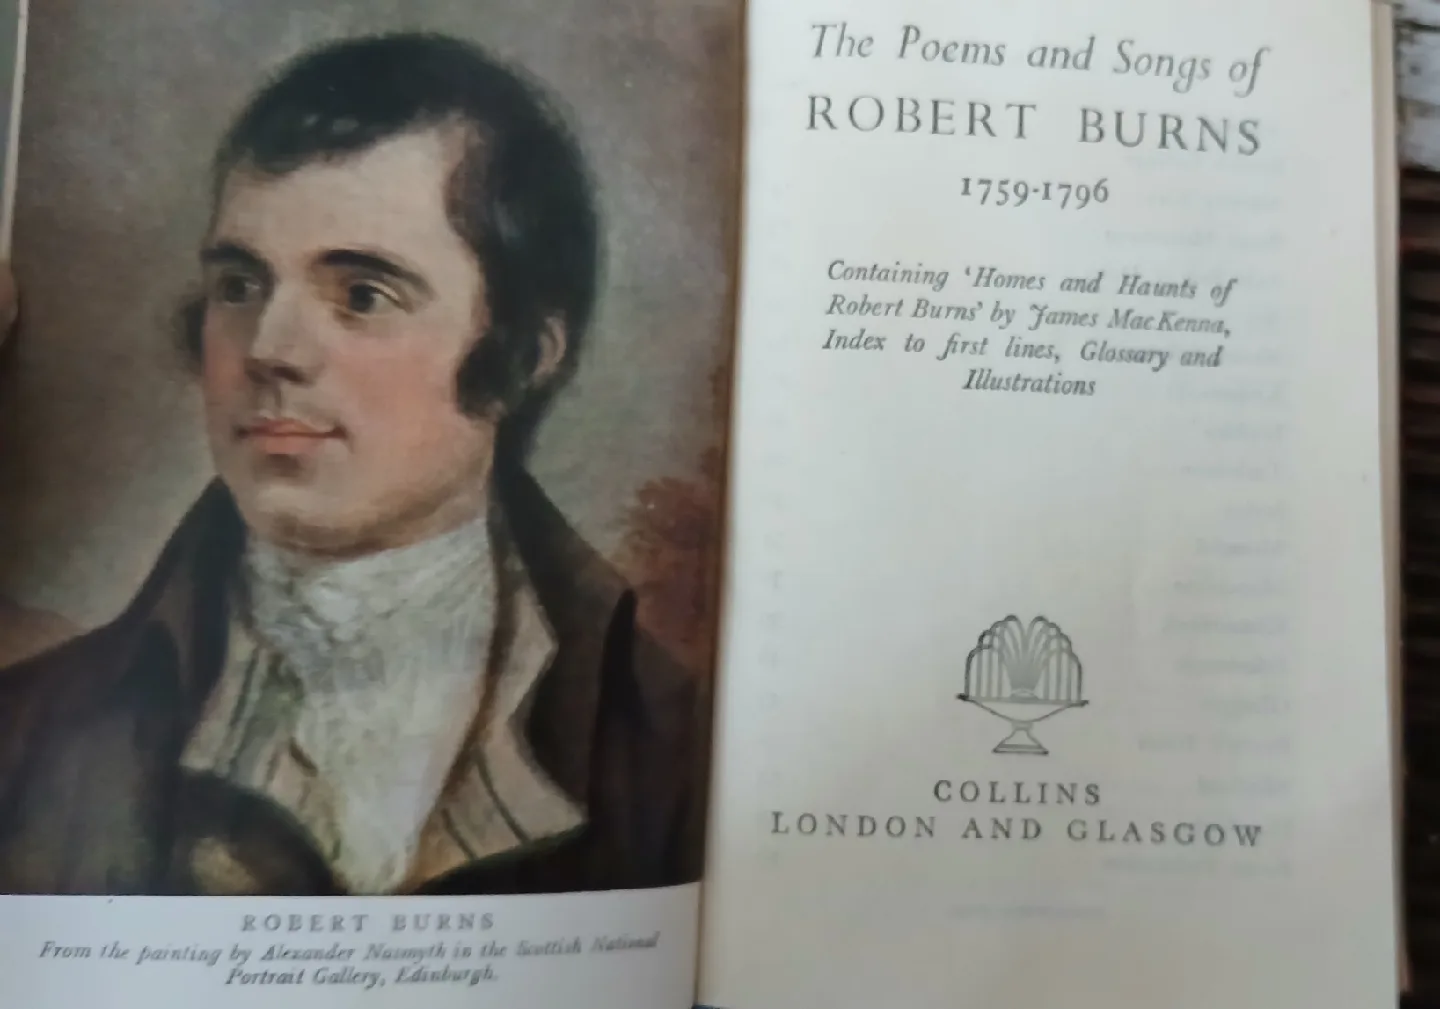 ROBERT BURNS
From the painting by Alexander Nasmyth in the Scottish National
Portrait Gallery, Edinburgh.
The Poems and Songs of
ROBERT BURNS
1759-1796
Containing ‘Homes and Haunts of
Robert Burns’ by James MacKenna,
Index to first lines, Glossary and
Illustrations
COLLINS
LONDON AND GLASGOW